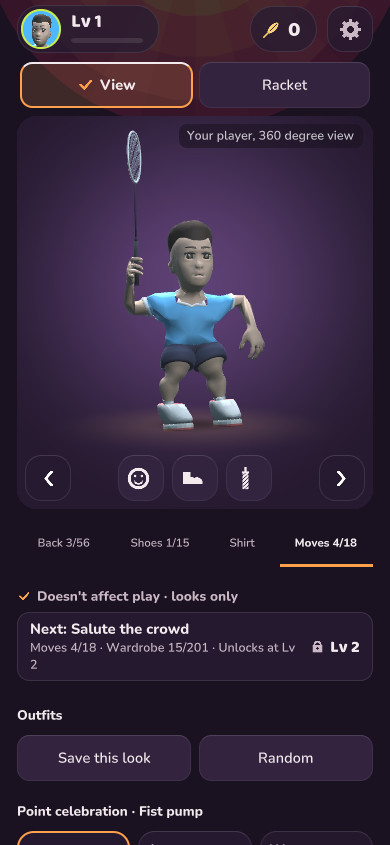 Lv 1
0
View
Racket
Your player, 360 degree view
Back 3/56
Shoes 1/15
Shirt
Moves 4/18
Doesn't affect play · looks only
Next: Salute the crowd
Moves 4/18 · Wardrobe 15/201 · Unlocks at Lv
2
Lv 2
Outfits
Save this look
Random
Point celebration · Fist pump